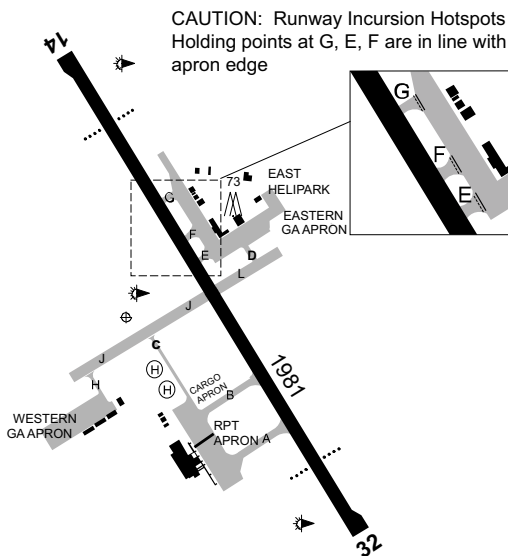 CAUTION: Runway Incursion Hotspots
Holding points at G, E, F are in line with
apron edge
14
G
F
E
73
EAST
HELIPARK
EASTERN
GA APRON
G
F
E
D
L
J
J
C
H
H
H
CARGO
APRON
B
1981
WESTERN
GA APRON
RPT
APRON
A
32